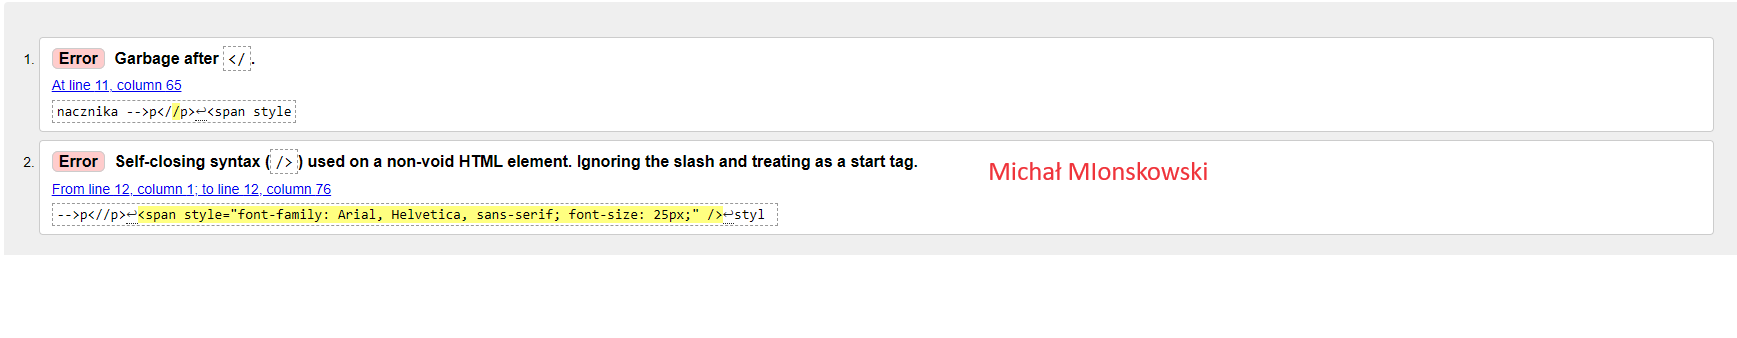 1. Error Garbage after </.
At line 11, column 65
nacznika -->p<//p>↩<span style
2. Error Self-closing syntax (/>) used on a non-void HTML element. Ignoring the slash and treating as a start tag.
Michał MIonskowski
From line 12, column 1; to line 12, column 76
-->p<//p>↩<span style="font-family: Arial, Helvetica, sans-serif; font-size: 25px;" />↩styl